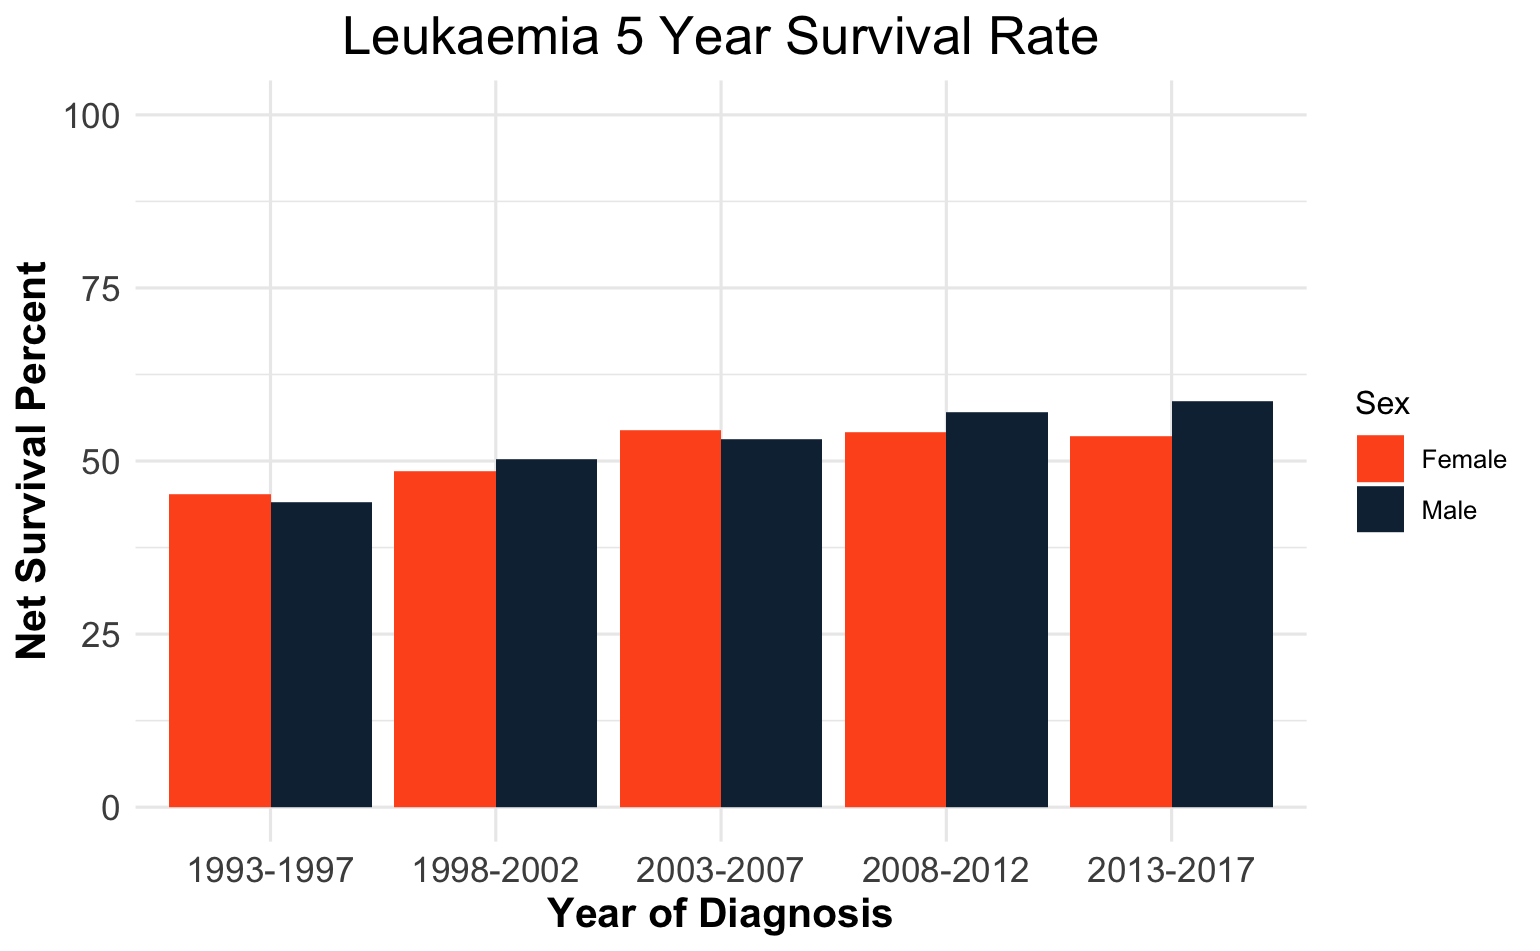 Leukaemia 5 Year Survival Rate
Net Survival Percent
100
75
50
25
0
1993-1997 1998-2002 2003-2007 2008-2012 2013-2017
Year of Diagnosis
Sex
Female
Male